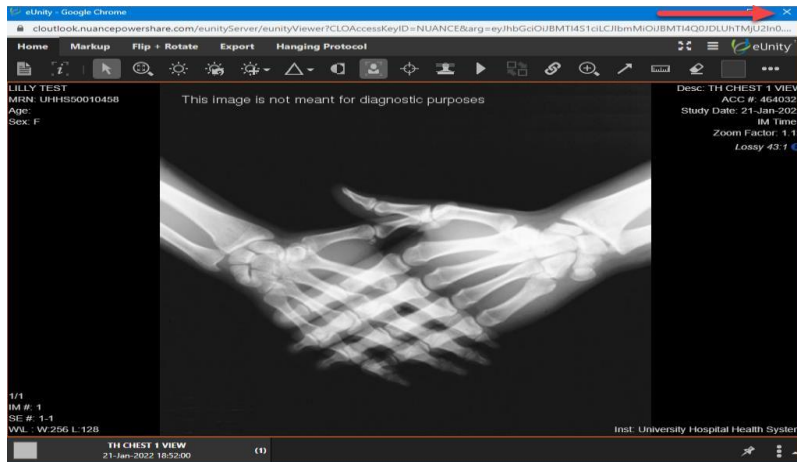 eUnity - Google Chrome
cloutlook.nuancepowershare.com/eunityServer/eunityViewer?CLOAccessKeyID=NUANCE&arg=eyJhbGciOiJBMTI4S1ciLCJlbmMiOiJBMTI4Q0JDLUhTMjU2In0....
Home Markup Flip + Rotate Export Hanging Protocol eUnity
LILLY TEST
MRN: UHHS50010458
Age:
Sex: F
This image is not meant for diagnostic purposes
Desc: TH CHEST 1 VIEV
ACC #: 464032
Study Date: 21-Jan-202
IM Time
Zoom Factor: 1.1
Lossy 43:1
1/1
IM #: 1
SE #: 1-1
W\L : W:256 L:128
Inst: University Hospital Health Syster
TH CHEST 1 VIEW
21-Jan-2022 18:52:00
(1)